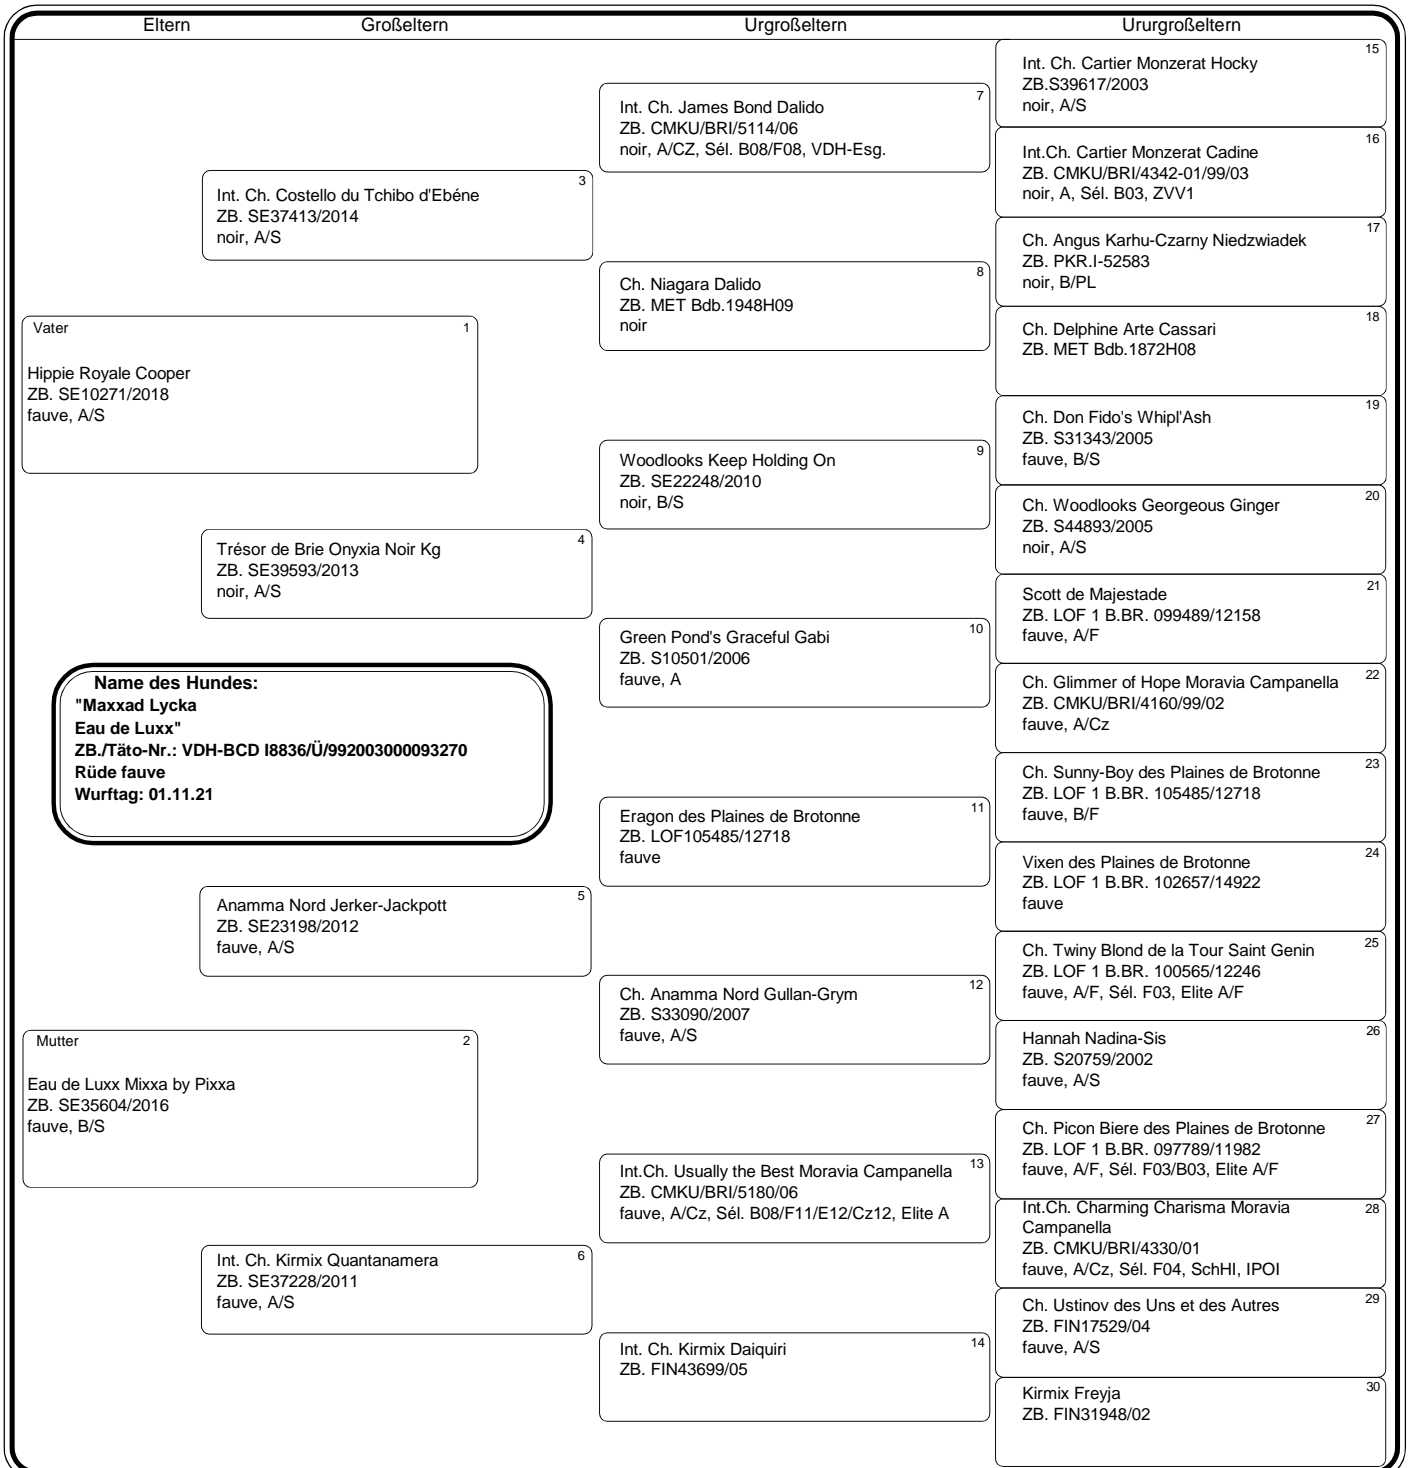 Eltern
Großeltern
Urgroßeltern
Ururgroßeltern
Vater
1
Hippie Royale Cooper
ZB. SE10271/2018
fauve, A/S
Name des Hundes:
"Maxxad Lycka
Eau de Luxx"
ZB./Täto-Nr.: VDH-BCD I8836/Ü/992003000093270
Rüde fauve
Wurftag: 01.11.21
Mutter
2
Eau de Luxx Mixxa by Pixxa
ZB. SE35604/2016
fauve, B/S
3
Int. Ch. Costello du Tchibo d'Ebéne
ZB. SE37413/2014
noir, A/S
4
Trésor de Brie Onyxia Noir Kg
ZB. SE39593/2013
noir, A/S
5
Anamma Nord Jerker-Jackpott
ZB. SE23198/2012
fauve, A/S
6
Int. Ch. Kirmix Quantanamera
ZB. SE37228/2011
fauve, A/S
7
Int. Ch. James Bond Dalido
ZB. CMKU/BRI/5114/06
noir, A/CZ, Sél. B08/F08, VDH-Esg.
8
Ch. Niagara Dalido
ZB. MET Bdb.1948H09
noir
9
Woodlooks Keep Holding On
ZB. SE22248/2010
noir, B/S
10
Green Pond's Graceful Gabi
ZB. S10501/2006
fauve, A
11
Eragon des Plaines de Brotonne
ZB. LOF105485/12718
fauve
12
Ch. Anamma Nord Gullan-Grym
ZB. S33090/2007
fauve, A/S
13
Int.Ch. Usually the Best Moravia Campanella
ZB. CMKU/BRI/5180/06
fauve, A/Cz, Sél. B08/F11/E12/Cz12, Elite A
14
Int. Ch. Kirmix Daiquiri
ZB. FIN43699/05
15
Int. Ch. Cartier Monzerat Hocky
ZB.S39617/2003
noir, A/S
16
Int.Ch. Cartier Monzerat Cadine
ZB. CMKU/BRI/4342-01/99/03
noir, A, Sél. B03, ZVV1
17
Ch. Angus Karhu-Czarny Niedzwiadek
ZB. PKR.I-52583
noir, B/PL
18
Ch. Delphine Arte Cassari
ZB. MET Bdb.1872H08
19
Ch. Don Fido's Whipl'Ash
ZB. S31343/2005
fauve, B/S
20
Ch. Woodlooks Georgeous Ginger
ZB. S44893/2005
noir, A/S
21
Scott de Majestade
ZB. LOF 1 B.BR. 099489/12158
fauve, A/F
22
Ch. Glimmer of Hope Moravia Campanella
ZB. CMKU/BRI/4160/99/02
fauve, A/Cz
23
Ch. Sunny-Boy des Plaines de Brotonne
ZB. LOF 1 B.BR. 105485/12718
fauve, B/F
24
Vixen des Plaines de Brotonne
ZB. LOF 1 B.BR. 102657/14922
fauve
25
Ch. Twiny Blond de la Tour Saint Genin
ZB. LOF 1 B.BR. 100565/12246
fauve, A/F, Sél. F03, Elite A/F
26
Hannah Nadina-Sis
ZB. S20759/2002
fauve, A/S
27
Ch. Picon Biere des Plaines de Brotonne
ZB. LOF 1 B.BR. 097789/11982
fauve, A/F, Sél. F03/B03, Elite A/F
28
Int.Ch. Charming Charisma Moravia
Campanella
ZB. CMKU/BRI/4330/01
fauve, A/Cz, Sél. F04, SchHI, IPOI
29
Ch. Ustinov des Uns et des Autres
ZB. FIN17529/04
fauve, A/S
30
Kirmix Freyja
ZB. FIN31948/02